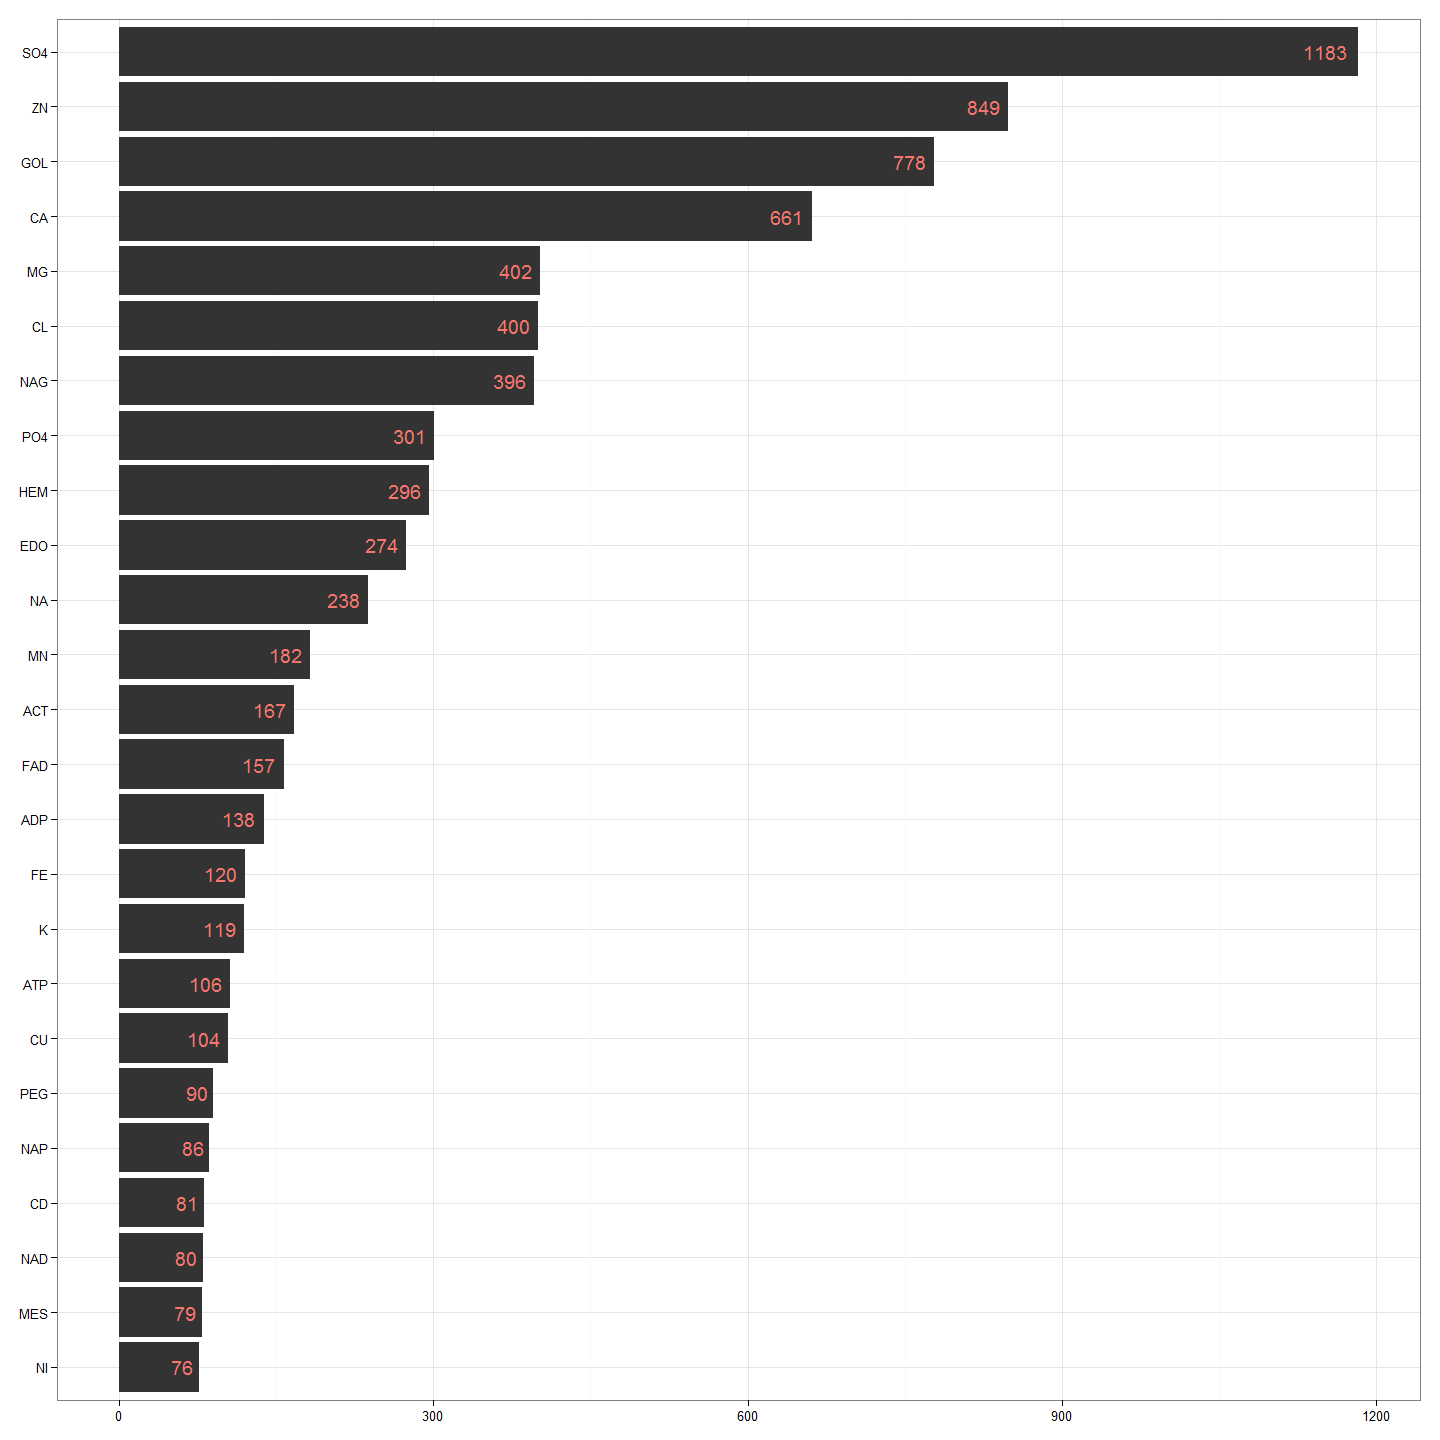 SO4 1183
ZN 849
GOL 778
CA 661
MG 402
CL 400
NAG 396
PO4 301
HEM 296
EDO 274
NA 238
MN 182
ACT 167
FAD 157
ADP 138
FE 120
K 119
ATP 106
CU 104
PEG 90
NAP 86
CD 81
NAD 80
MES 79
NI 76
0 300 600 900 1200